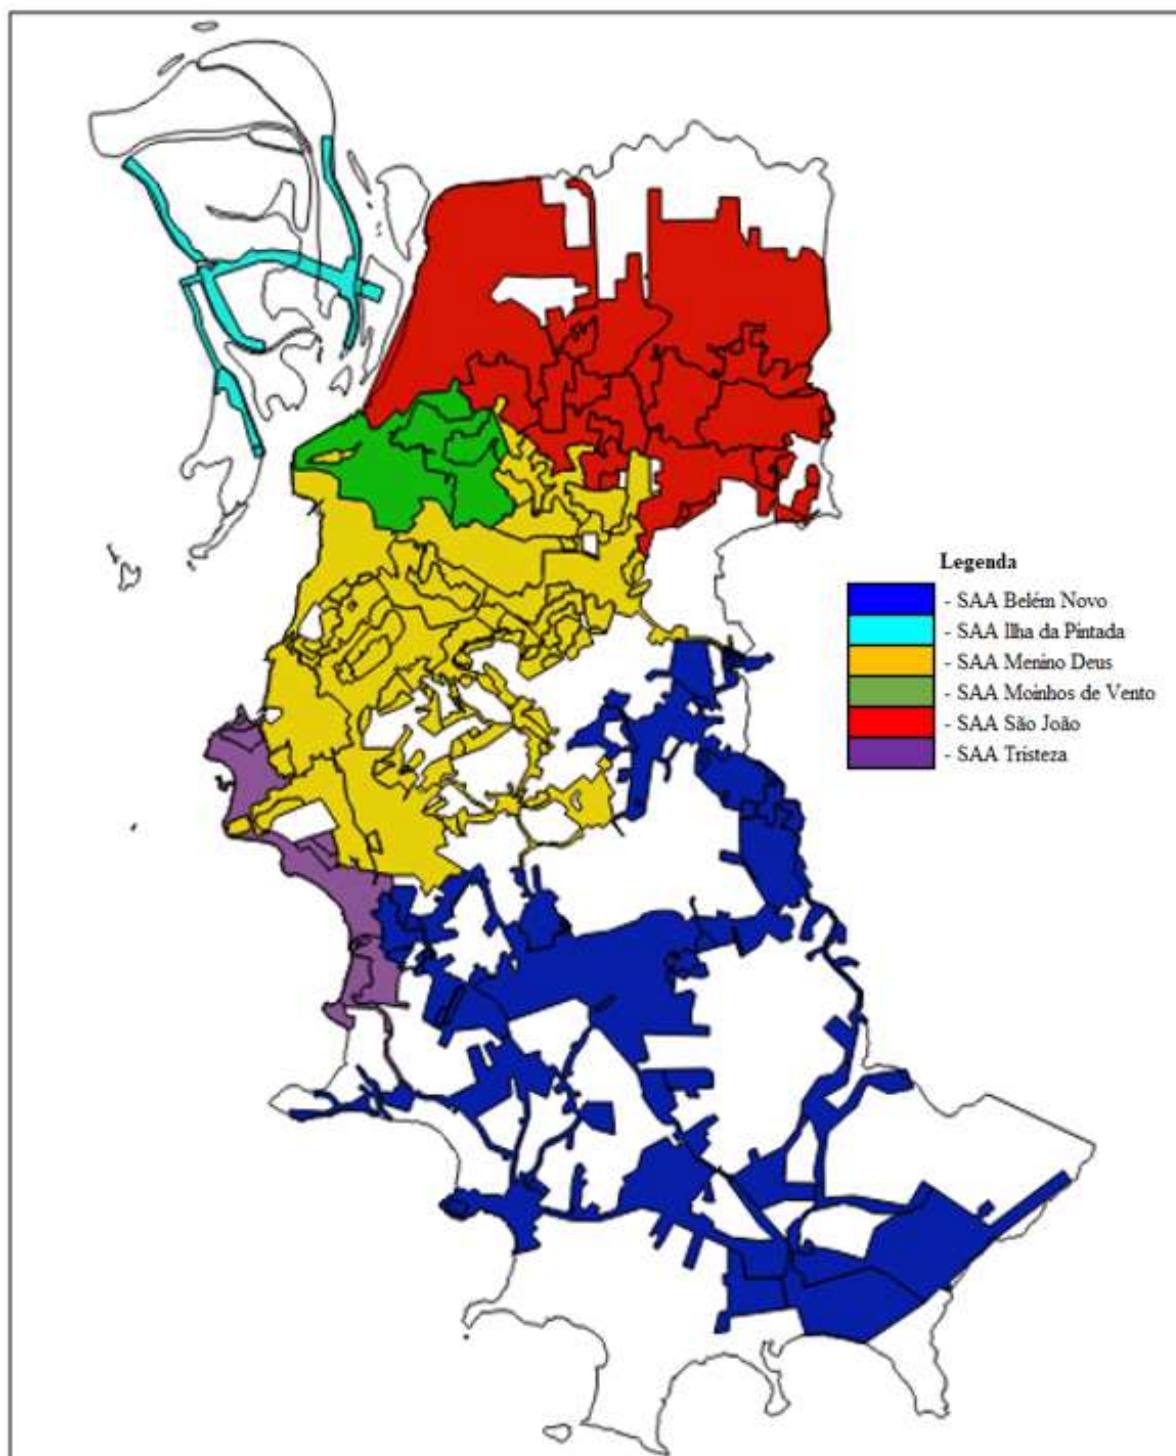 Legenda
- SAA Belém Novo
- SAA Ilha da Pintada
- SAA Menino Deus
- SAA Moinhos de Vento
- SAA São João
- SAA Tristeza